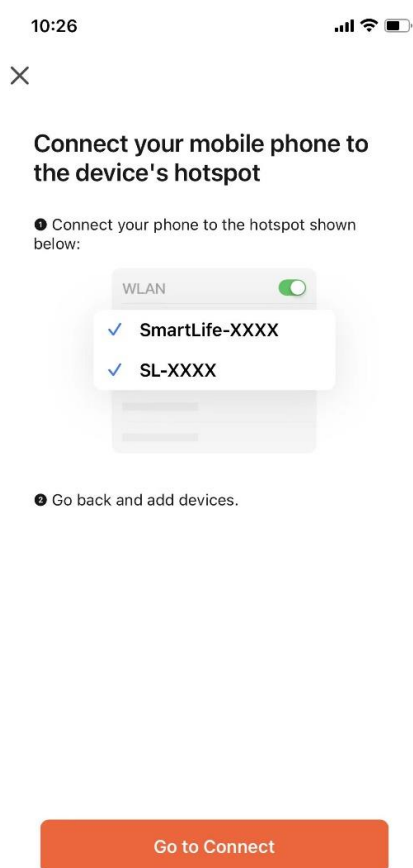 10:26
Connect your mobile phone to
the device's hotspot
❶ Connect your phone to the hotspot shown
below:
WLAN
SmartLife-XXXX
SL-XXXX
❷ Go back and add devices.
Go to Connect